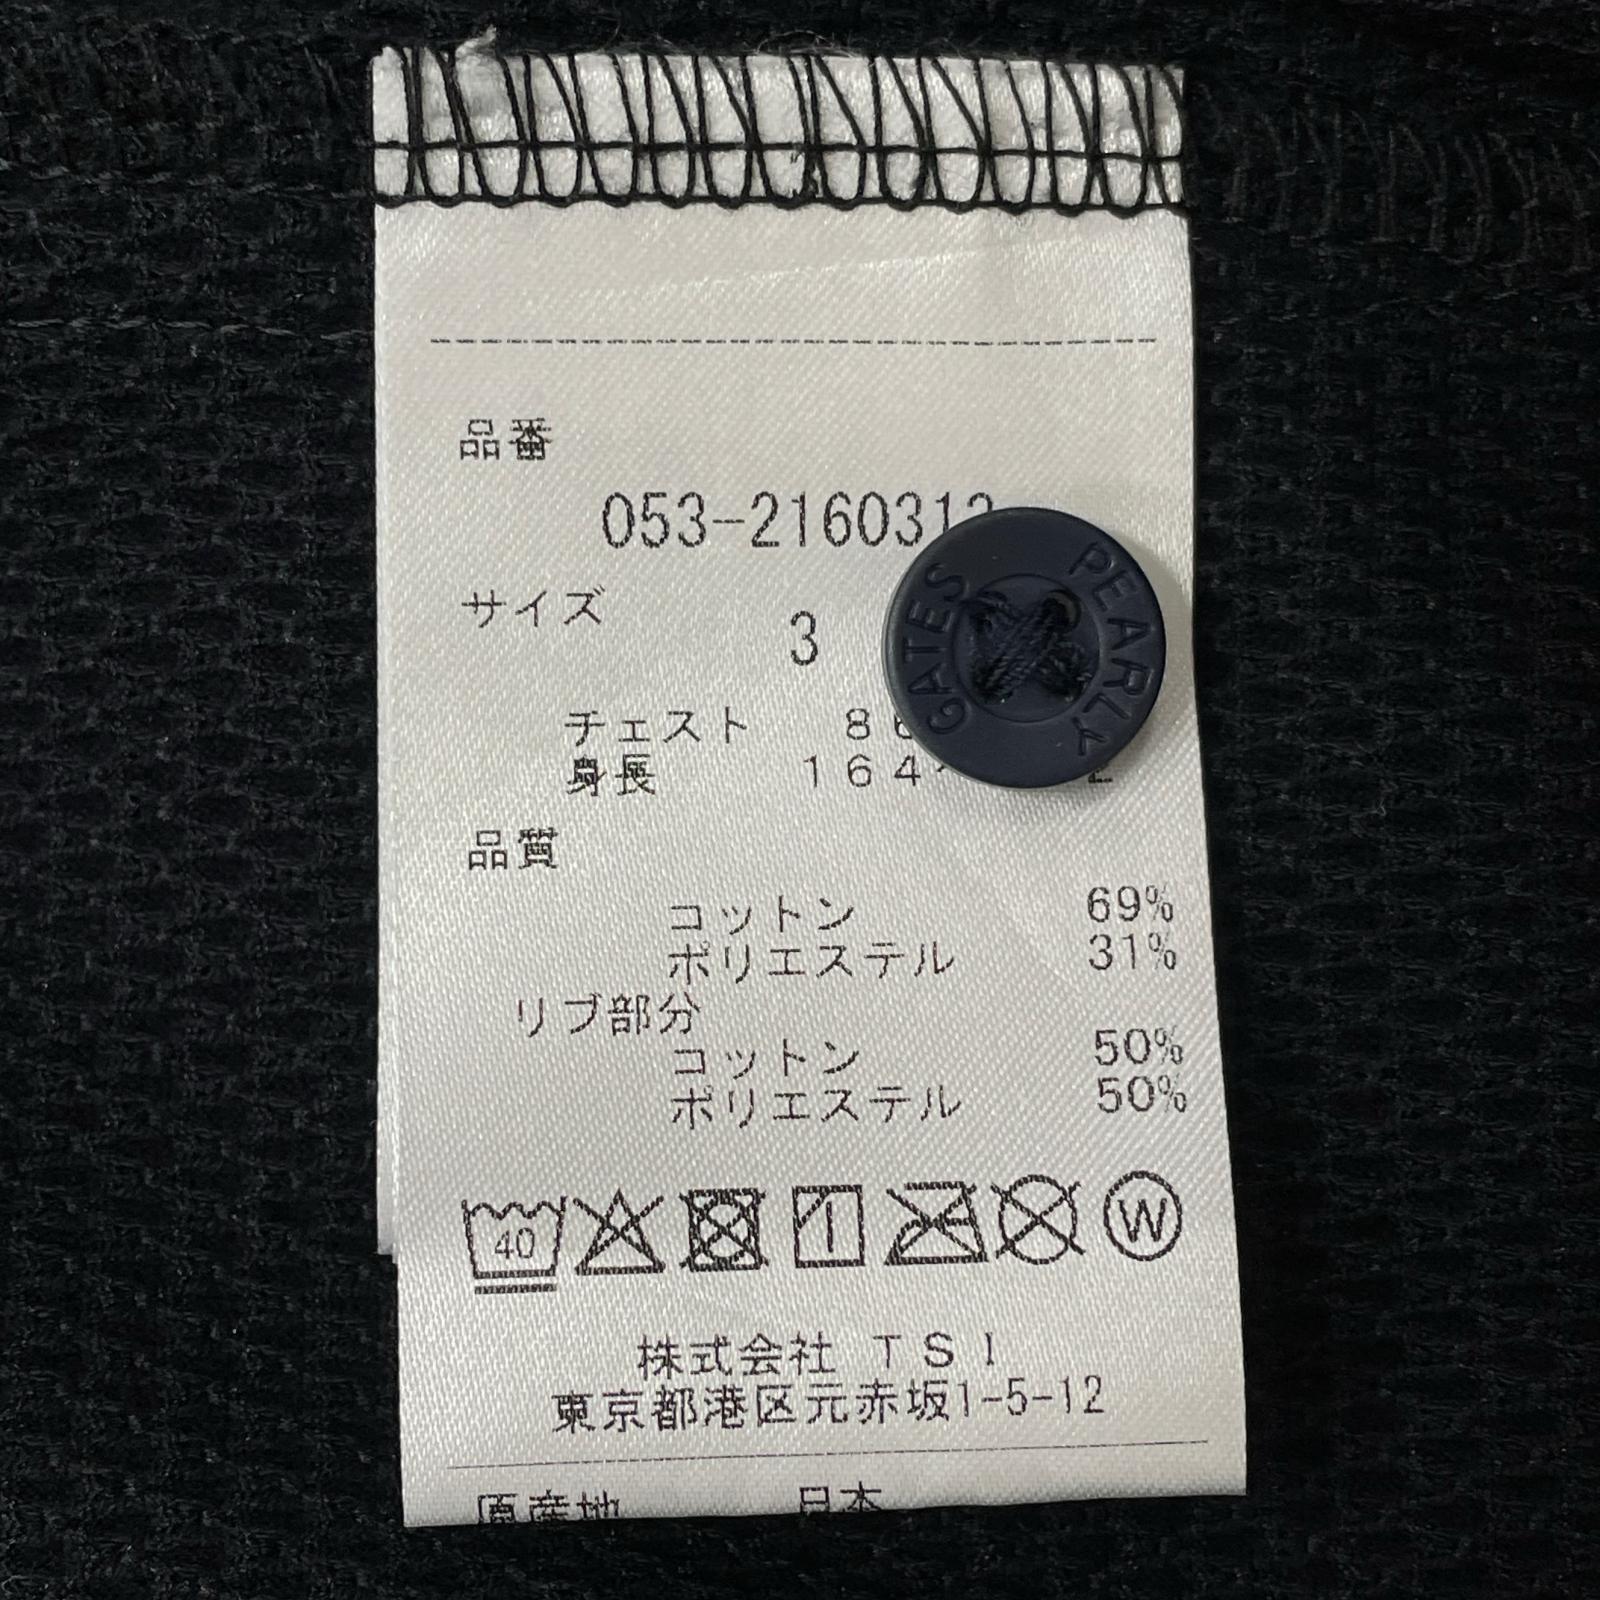 品番
053-216031
サイズ
3
チェスト 8
身長 164
品質
コットン 69%
ポリエステル 31%
リブ部分
コットン 50%
ポリエステル 50%
40
W
株式会社 TSI
東京都港区元赤坂1-5-12
原産地 日本
PEARLY GATES